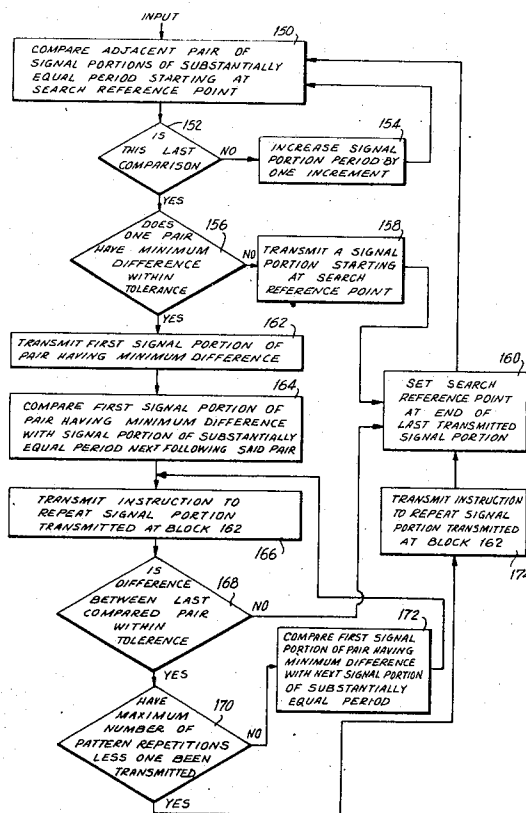 INPUT
150
COMPARE ADJACENT PAIR OF
SIGNAL PORTIONS OF SUBSTANTIALLY
EQUAL PERIOD STARTING AT
SEARCH REFERENCE POINT
152
IS
THIS LAST
COMPARISON
NO
154
INCREASE SIGNAL
PORTION PERIOD BY
ONE INCREMENT
YES
DOES
ONE PAIR
HAVE MINIMUM
DIFFERENCE
WITHIN
TOLERANCE
156
NO
158
TRANSMIT A SIGNAL
PORTION STARTING
AT SEARCH
REFERENCE POINT
YES
162
TRANSMIT FIRST SIGNAL PORTION OF
PAIR HAVING MINIMUM DIFFERENCE
164
COMPARE FIRST SIGNAL PORTION OF
PAIR HAVING MINIMUM DIFFERENCE
WITH SIGNAL PORTION OF SUBSTANTIALLY
EQUAL PERIOD NEXT FOLLOWING SAID PAIR
160
SET SEARCH
REFERENCE POINT
AT END OF
LAST TRANSMITTED
SIGNAL PORTION
TRANSMIT INSTRUCTION TO
REPEAT SIGNAL PORTION
TRANSMITTED AT BLOCK 162
166
TRANSMIT INSTRUCTION
TO REPEAT SIGNAL
PORTION TRANSMITTED
AT BLOCK 162
174
IS
DIFFERENCE
BETWEEN LAST
COMPARED PAIR
WITHIN
TOLERENCE
168
NO
YES
172
COMPARE FIRST SIGNAL
PORTION OF PAIR HAVING
MINIMUM DIFFERENCE
WITH NEXT SIGNAL PORTION
OF SUBSTANTIALLY
EQUAL PERIOD
HAVE
MAXIMUM
NUMBER OF
PATTERN REPETITIONS
LESS ONE BEEN
TRANSMITTED
170
NO
YES